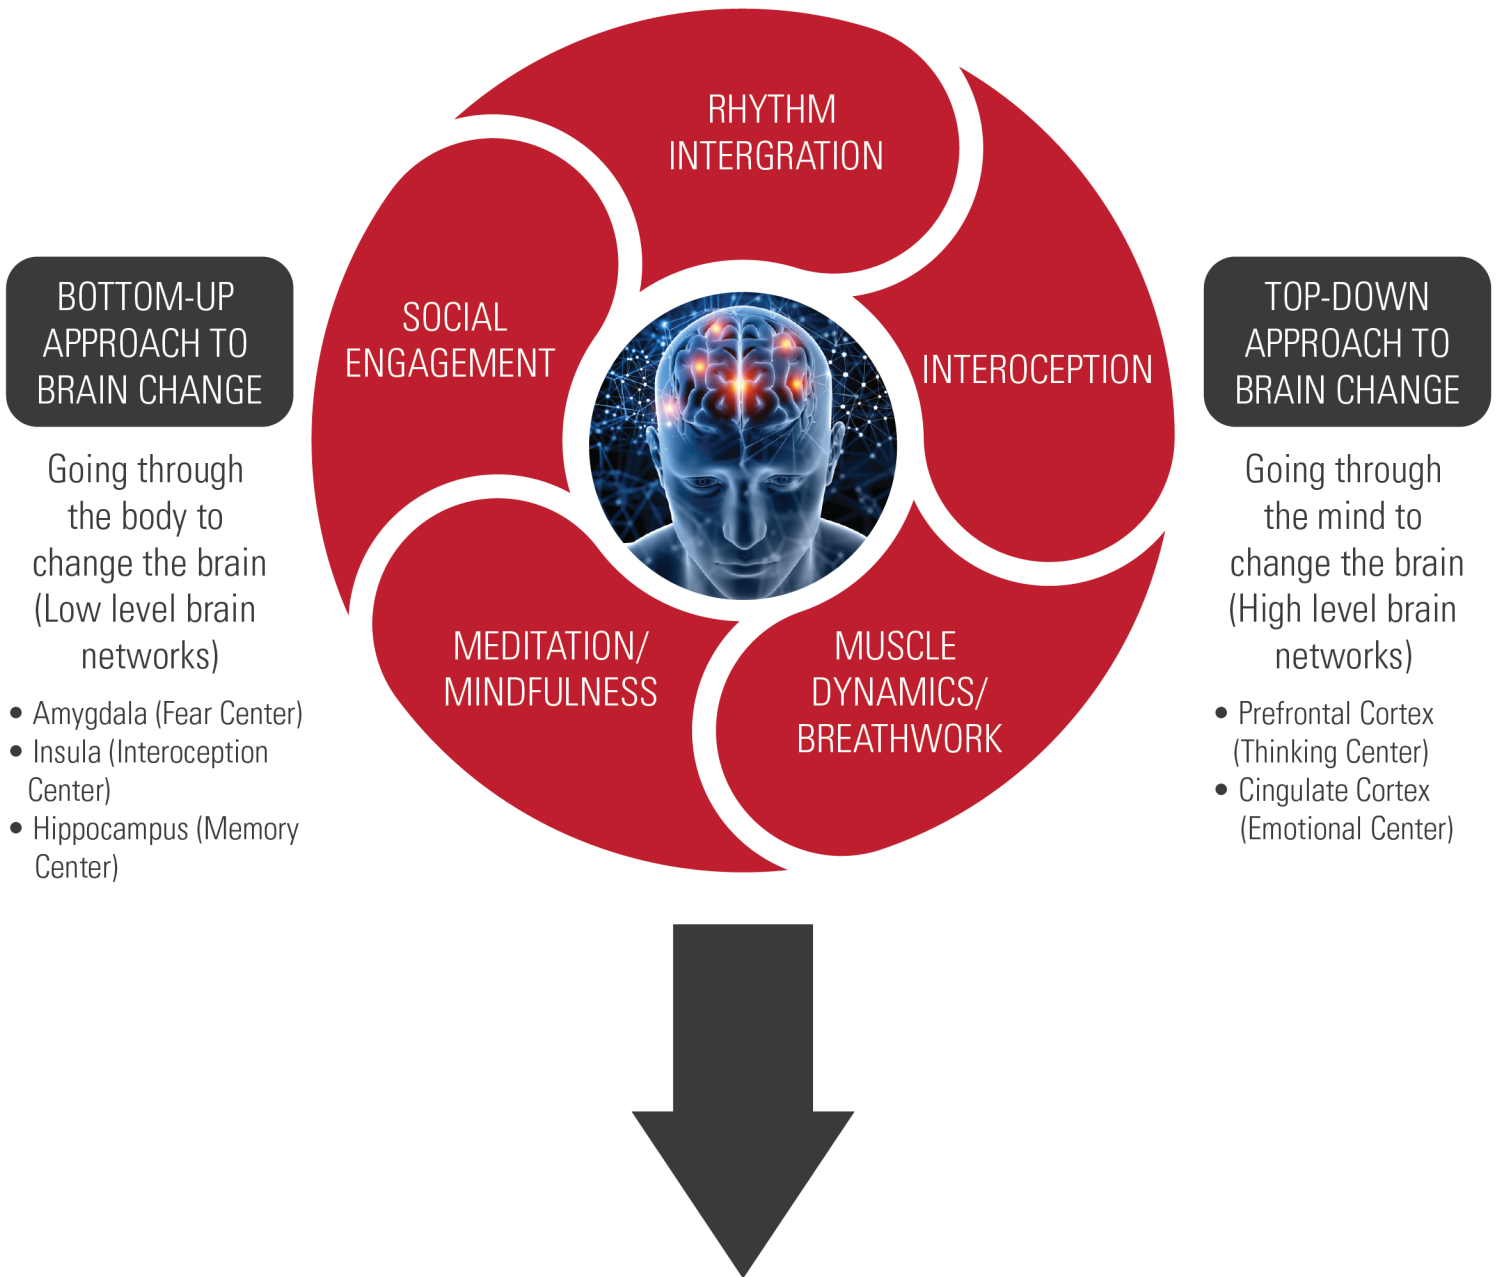 RHYTHM
INTERGRATION
SOCIAL
ENGAGEMENT
INTEROCEPTION
MEDITATION/
MINDFULNESS
MUSCLE
DYNAMICS/
BREATHWORK
BOTTOM-UP
APPROACH TO
BRAIN CHANGE
Going through
the body to
change the brain
(Low level brain
networks)
• Amygdala (Fear Center)
• Insula (Interoception
Center)
• Hippocampus (Memory
Center)
TOP-DOWN
APPROACH TO
BRAIN CHANGE
Going through
the mind to
change the brain
(High level brain
networks)
• Prefrontal Cortex
(Thinking Center)
• Cingulate Cortex
(Emotional Center)